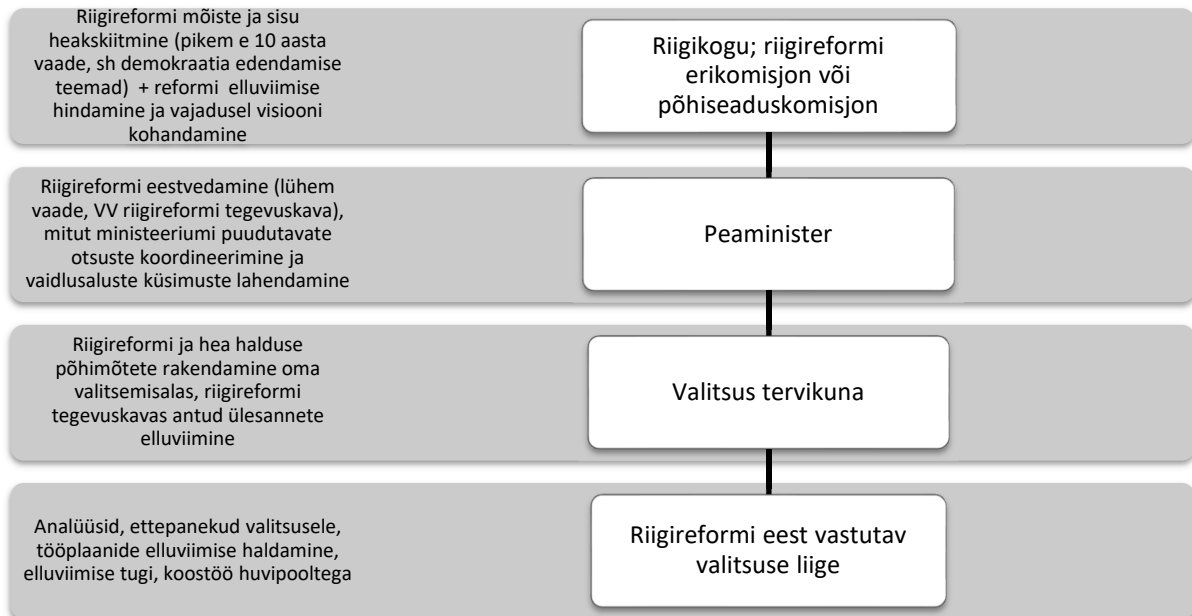 Riigireformi mõiste ja sisu
heakskiitmine (pikem e 10 aasta
vaade, sh demokraatia edendamise
teemad) + reformi elluviimise
hindamine ja vajadusel visiooni
kohandamine
Riigikogu; riigireformi
erikomisjon või
põhiseaduskomisjon
Riigireformi eestvedamine (lühem
vaade, VV riigireformi tegevuskava),
mitut ministeeriumi puudutavate
otsuste koordineerimine ja
vaidlusaluste küsimuste lahendamine
Peaminister
Riigireformi ja hea halduse
põhimõtete rakendamine oma
valitsemisalas, riigireformi
tegevuskavas antud ülesannete
elluviimine
Valitsus tervikuna
Analüüsid, ettepanekud valitsusele,
tööplaanide elluviimise haldamine,
elluviimise tugi, koostöö huvipooltega
Riigireformi eest vastutav
valitsuse liige